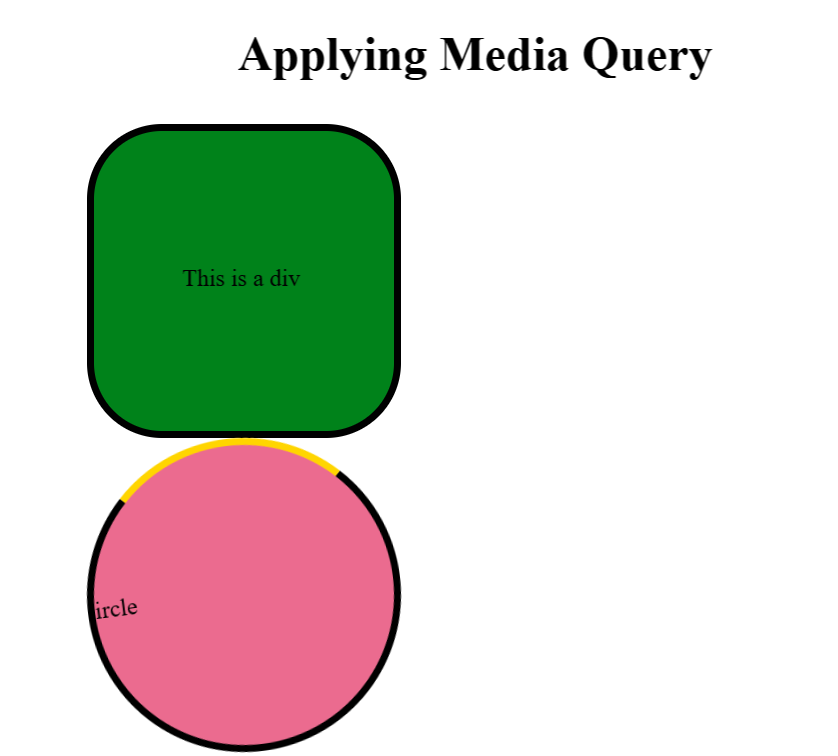 Applying Media Query
This is a div
ircle